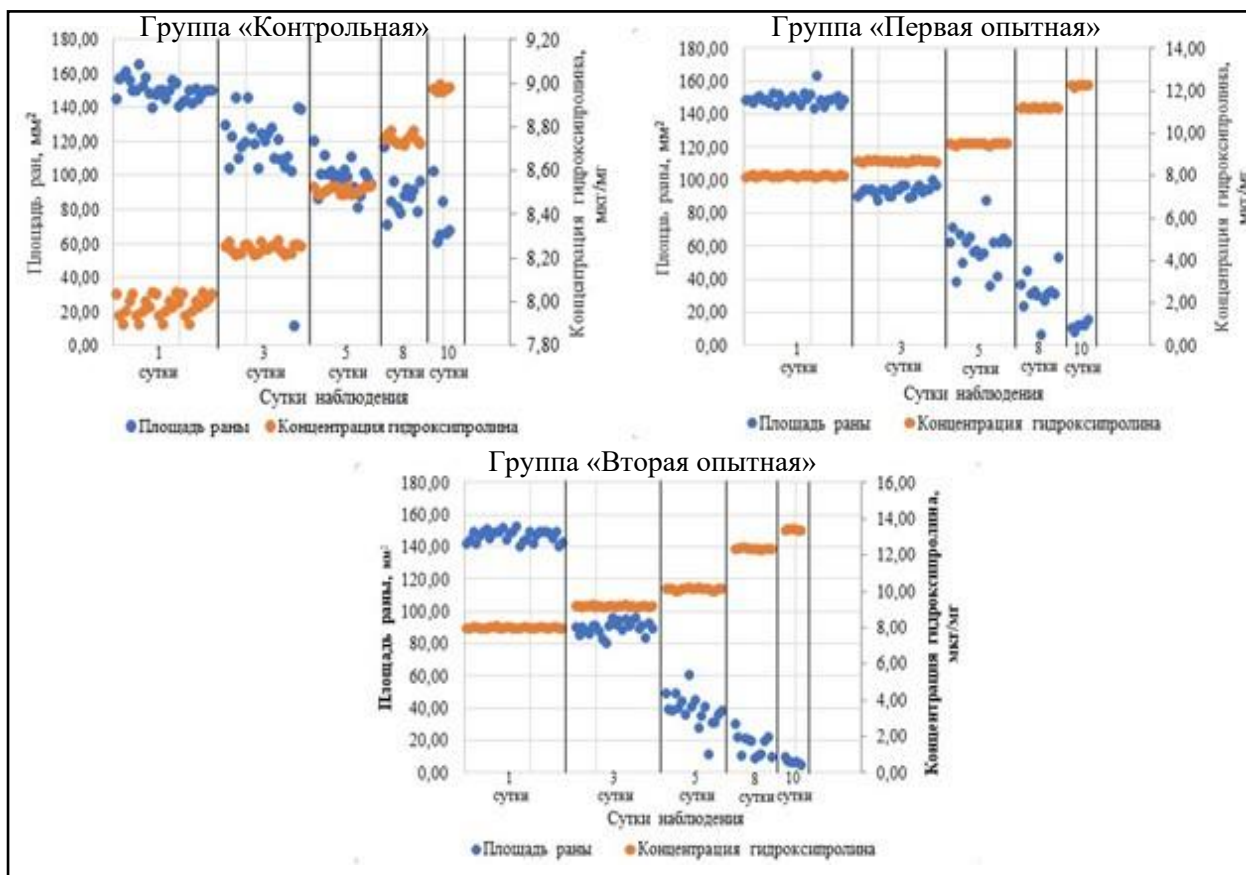 Группа «Контрольная»
180,00
160,00
140,00
120,00
100,00
80,00
60,00
40,00
20,00
0,00
Площадь ран, мм²
9,20
9,00
8,80
8,60
8,40
8,20
8,00
7,80
Концентрация гидроксипролина,
мкг/мг
1 3 5 8 10
сутки сутки сутки сутки сутки
Сутки наблюдения
Площадь раны Концентрация гидроксипролина
Группа «Первая опытная»
180,00
160,00
140,00
120,00
100,00
80,00
60,00
40,00
20,00
0,00
Площадь раны, мм²
14,00
12,00
10,00
8,00
6,00
4,00
2,00
0,00
Концентрация гидроксипролина,
мкг/мг
1 3 5 8 10
сутки сутки сутки сутки сутки
Сутки наблюдения
Площадь раны Концентрация гидроксипролина
Группа «Вторая опытная»
180,00
160,00
140,00
120,00
100,00
80,00
60,00
40,00
20,00
0,00
Площадь раны, мм²
16,00
14,00
12,00
10,00
8,00
6,00
4,00
2,00
0,00
Концентрация гидроксипролина,
мкг/мг
1 3 5 8 10
сутки сутки сутки сутки сутки
Сутки наблюдения
Площадь раны Концентрация гидроксипролина